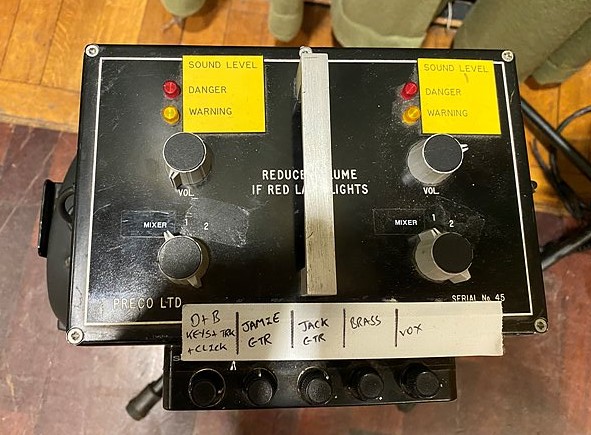 SOUND LEVEL
DANGER
WARNING
SOUND LEVEL
DANGER
WARNING
REDUCE VOLUME
IF RED LAMP LIGHTS
VOL.
VOL.
MIXER 1 2
MIXER 1 2
PRECO LTD
SERIAL No 45
D+B
KEYS+TRK
+CLICK
JAMIE
GTR
JACK
GTR
BRASS
VOX